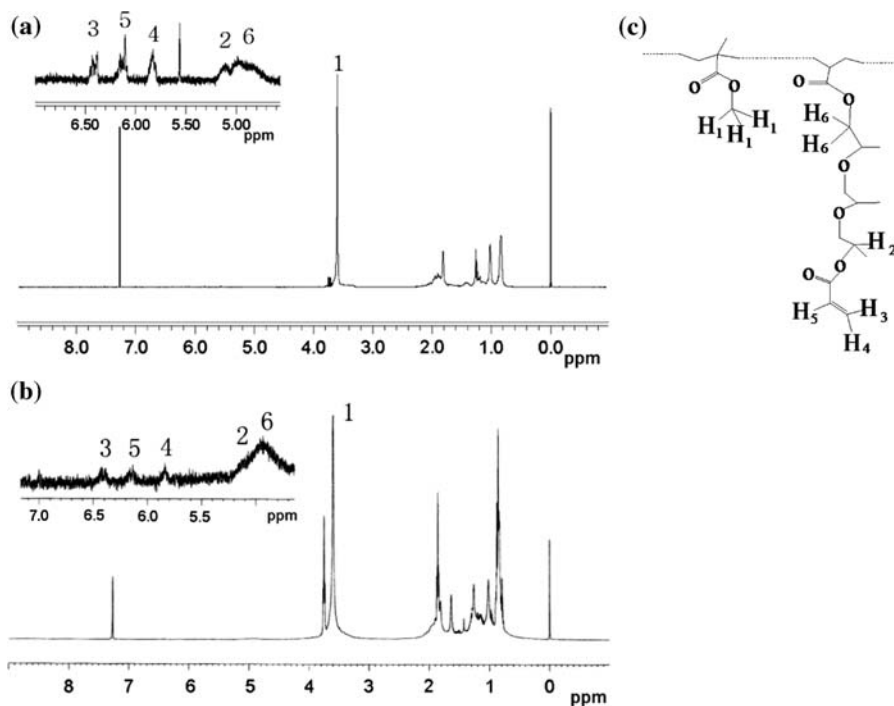 (a)
3 5 4 2 6
6.50 6.00 5.50 5.00
ppm
1
8.0 7.0 6.0 5.0 4.0 3.0 2.0 1.0 0.0
ppm
(b)
3 5 4 2 6
7.0 6.5 6.0 5.5 ppm
1
8 7 6 5 4 3 2 1 0 ppm
(c)
O O
O O
H1 H1
H1
H6
H6
O
O
H2
O O
H5 H3
H4